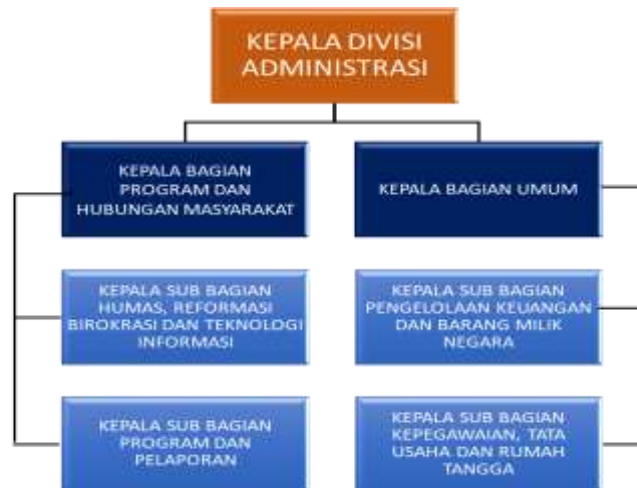 KEPALA DIVISI
ADMINISTRASI
KEPALA BAGIAN
PROGRAM DAN
HUBUNGAN MASYARAKAT
KEPALA BAGIAN UMUM
KEPALA SUB BAGIAN
HUMAS, REFORMASI
BIROKRASI DAN TEKNOLOGI
INFORMASI
KEPALA SUB BAGIAN
PENGELOLAAN KEUANGAN
DAN BARANG MILIK
NEGARA
KEPALA SUB BAGIAN
PROGRAM DAN
PELAPORAN
KEPALA SUB BAGIAN
KEPEGAWAIAN, TATA
USAHA DAN RUMAH
TANGGA